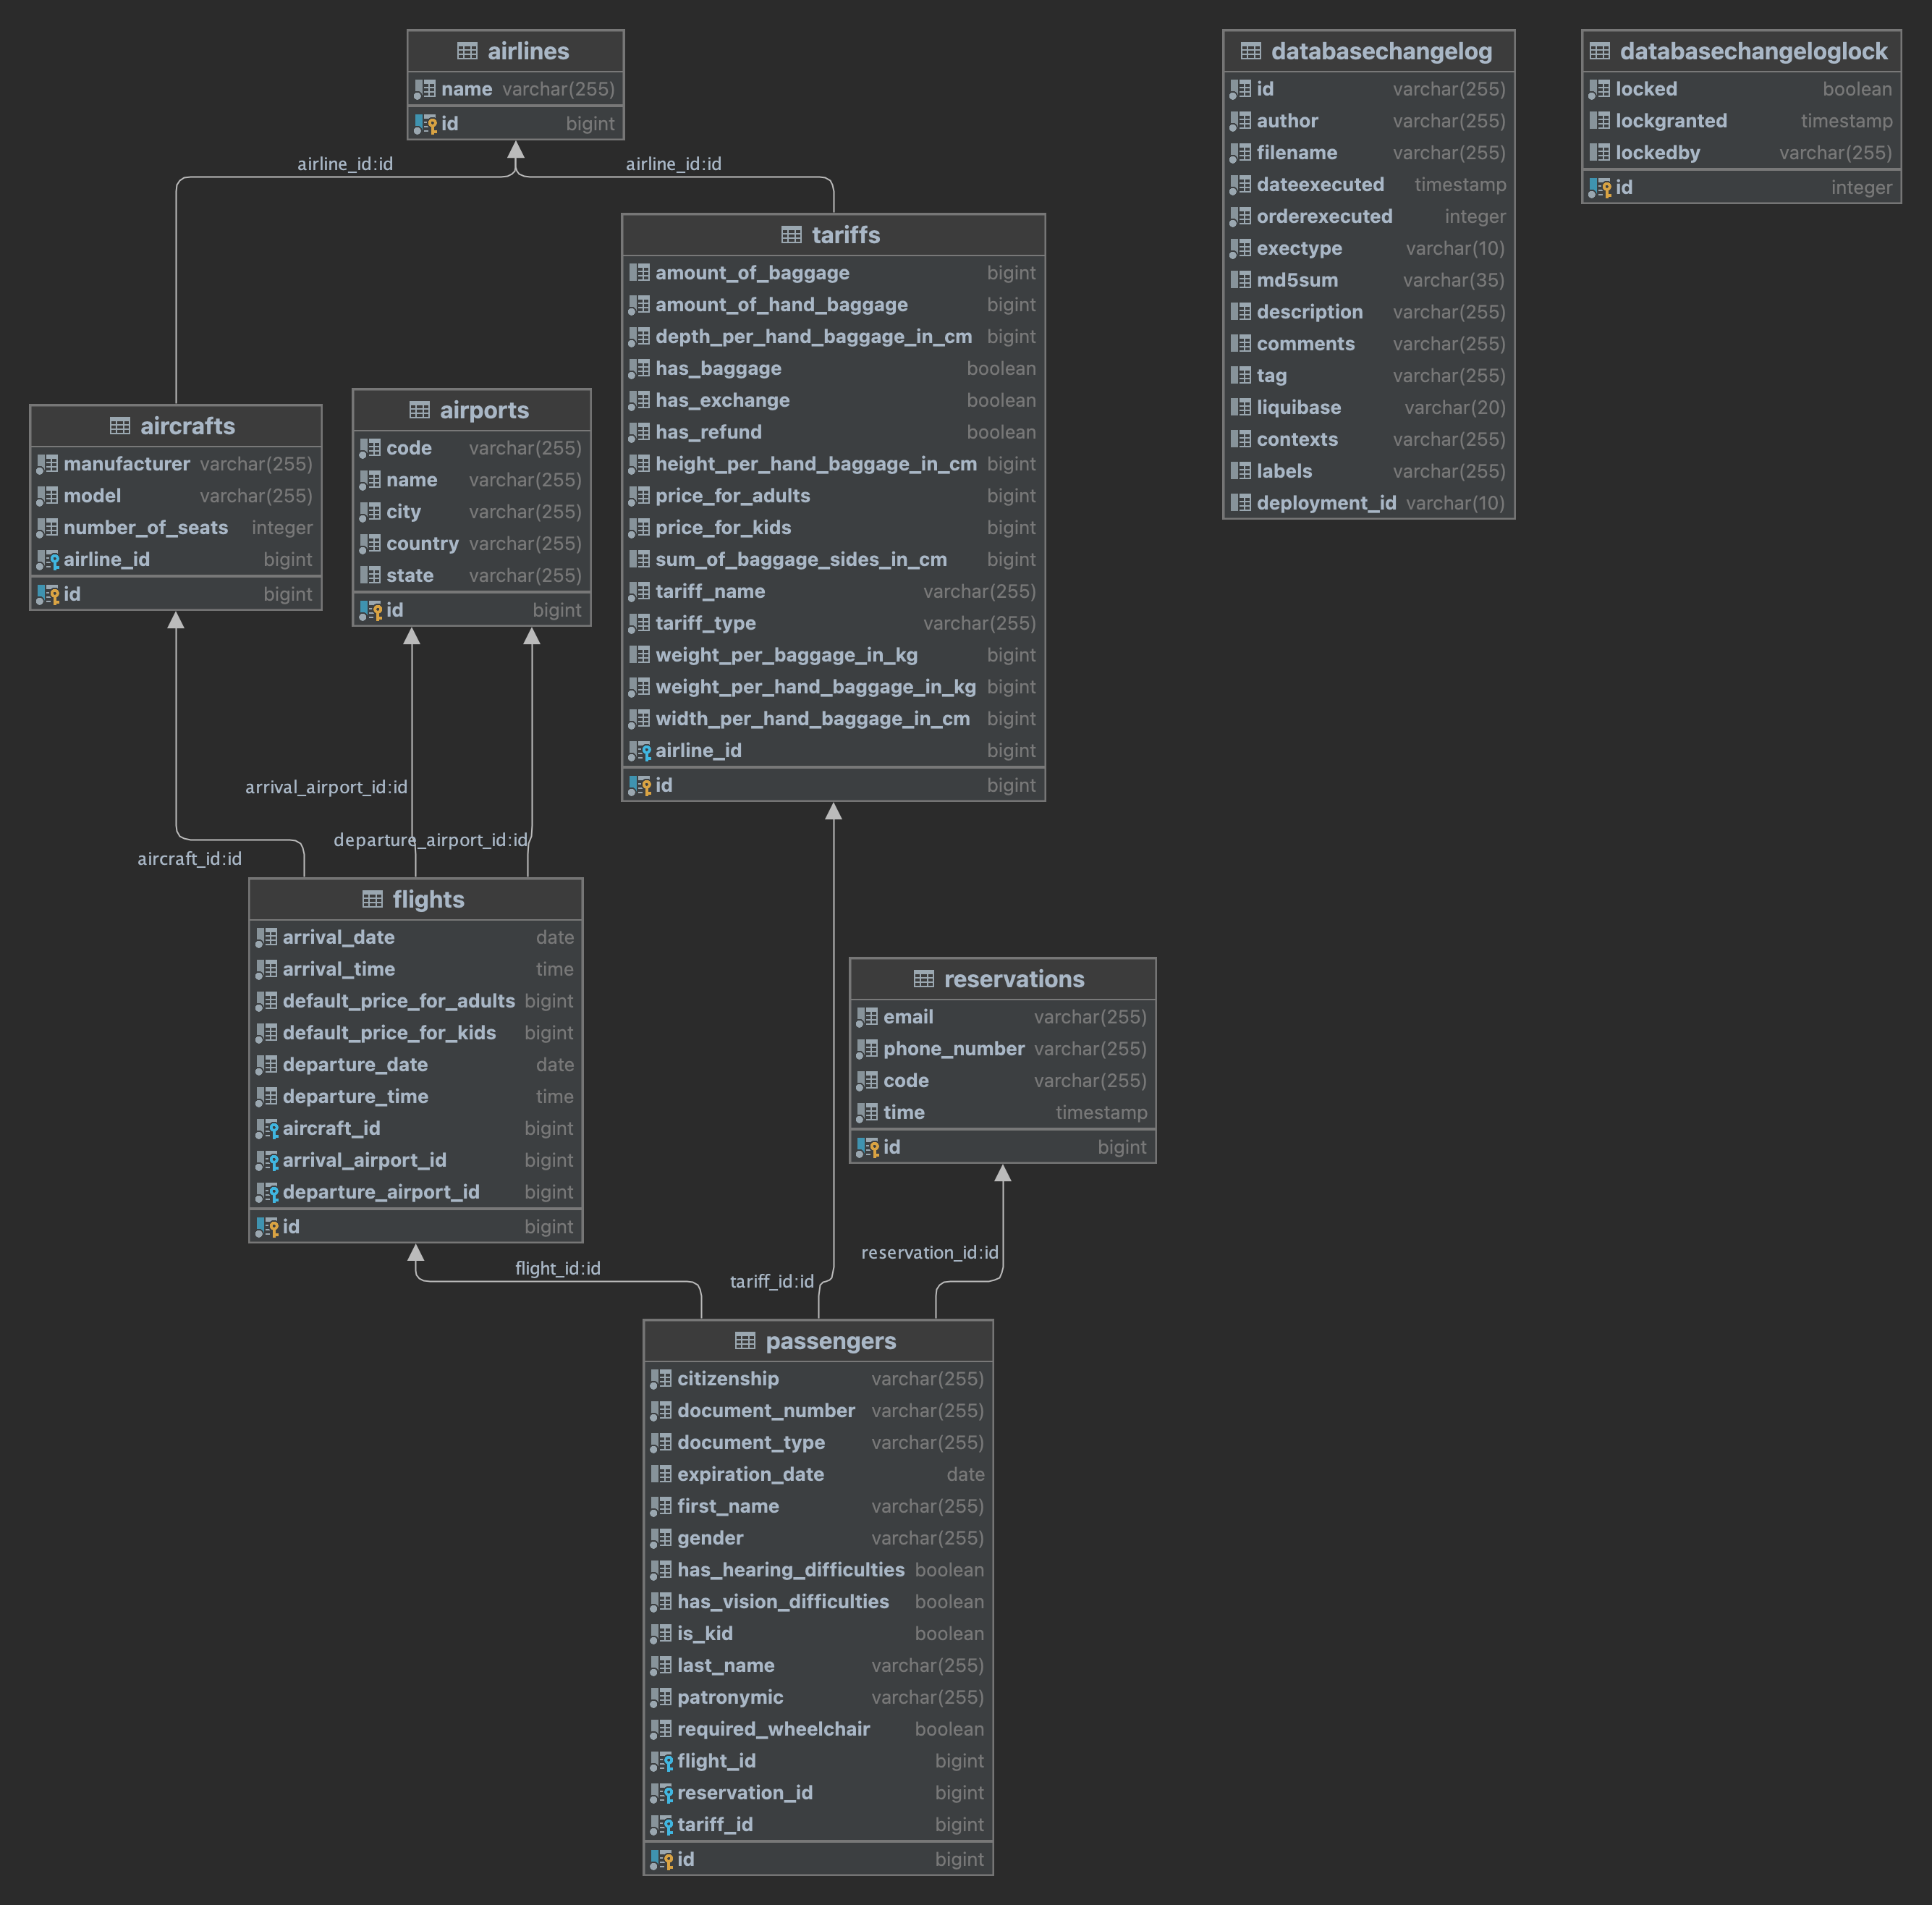 airlines
name varchar(255)
id bigint
airline_id:id
airline_id:id
databasechangelog
id varchar(255)
author varchar(255)
filename varchar(255)
dateexecuted timestamp
orderexecuted integer
exectype varchar(10)
md5sum varchar(35)
description varchar(255)
comments varchar(255)
tag varchar(255)
liquibase varchar(20)
contexts varchar(255)
labels varchar(255)
deployment_id varchar(10)
databasechangeloglock
locked boolean
lockgranted timestamp
lockedby varchar(255)
id integer
tariffs
amount_of_baggage bigint
amount_of_hand_baggage bigint
depth_per_hand_baggage_in_cm bigint
has_baggage boolean
has_exchange boolean
has_refund boolean
height_per_hand_baggage_in_cm bigint
price_for_adults bigint
price_for_kids bigint
sum_of_baggage_sides_in_cm bigint
tariff_name varchar(255)
tariff_type varchar(255)
weight_per_baggage_in_kg bigint
weight_per_hand_baggage_in_kg bigint
width_per_hand_baggage_in_cm bigint
airline_id bigint
id bigint
aircrafts
manufacturer varchar(255)
model varchar(255)
number_of_seats integer
airline_id bigint
id bigint
airports
code varchar(255)
name varchar(255)
city varchar(255)
country varchar(255)
state varchar(255)
id bigint
arrival_airport_id:id
departure_airport_id:id
aircraft_id:id
flights
arrival_date date
arrival_time time
default_price_for_adults bigint
default_price_for_kids bigint
departure_date date
departure_time time
aircraft_id bigint
arrival_airport_id bigint
departure_airport_id bigint
id bigint
reservations
email varchar(255)
phone_number varchar(255)
code varchar(255)
time timestamp
id bigint
flight_id:id
tariff_id:id
reservation_id:id
passengers
citizenship varchar(255)
document_number varchar(255)
document_type varchar(255)
expiration_date date
first_name varchar(255)
gender varchar(255)
has_hearing_difficulties boolean
has_vision_difficulties boolean
is_kid boolean
last_name varchar(255)
patronymic varchar(255)
required_wheelchair boolean
flight_id bigint
reservation_id bigint
tariff_id bigint
id bigint